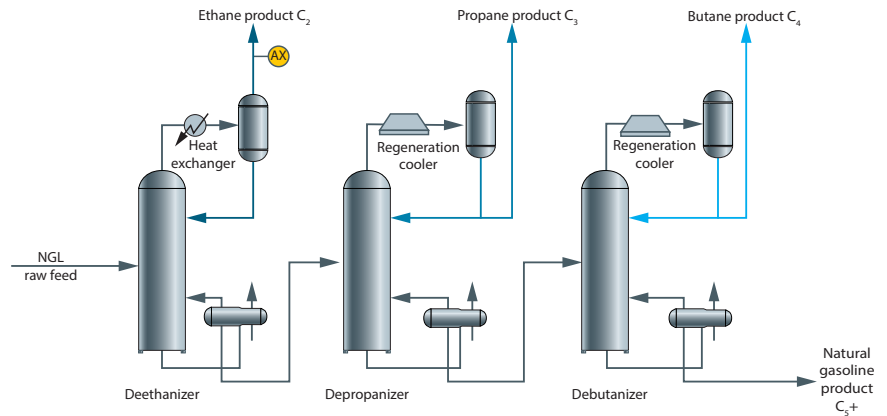 Ethane product C₂
Propane product C₃
Butane product C₄
AX
Heat
exchanger
Regeneration
cooler
Regeneration
cooler
NGL
raw feed
Deethanizer
Depropanizer
Debutanizer
Natural
gasoline
product
C₅+